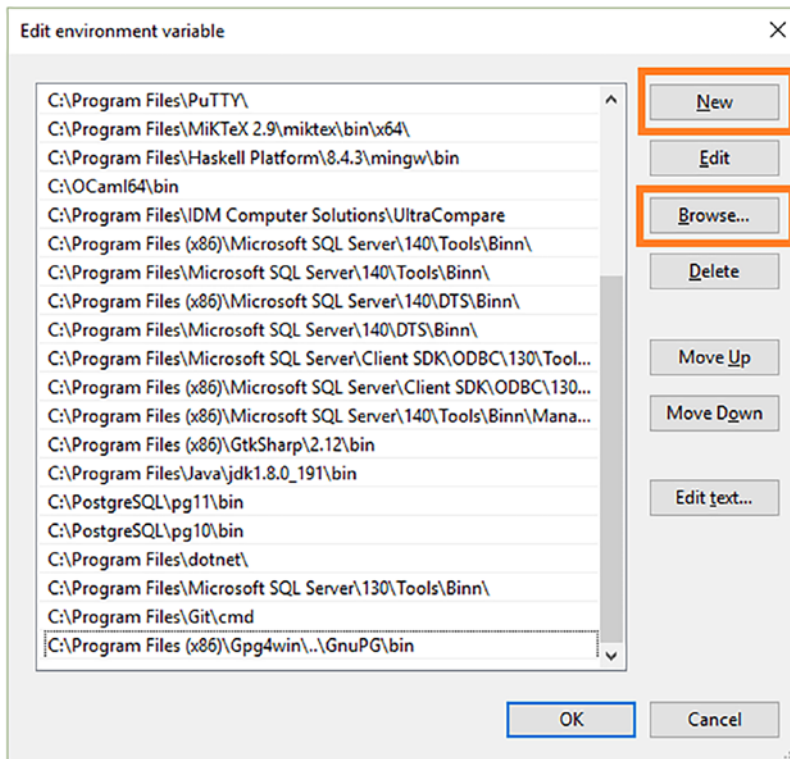 Edit environment variable
C:\Program Files\PuTTY\
C:\Program Files\MiKTeX 2.9\miktex\bin\x64\
C:\Program Files\Haskell Platform\8.4.3\mingw\bin
C:\OCaml64\bin
C:\Program Files\IDM Computer Solutions\UltraCompare
C:\Program Files (x86)\Microsoft SQL Server\140\Tools\Binn\
C:\Program Files\Microsoft SQL Server\140\Tools\Binn\
C:\Program Files (x86)\Microsoft SQL Server\140\DTS\Binn\
C:\Program Files\Microsoft SQL Server\140\DTS\Binn\
C:\Program Files\Microsoft SQL Server\Client SDK\ODBC\130\Tool...
C:\Program Files (x86)\Microsoft SQL Server\Client SDK\ODBC\130...
C:\Program Files (x86)\Microsoft SQL Server\140\Tools\Binn\Mana...
C:\Program Files (x86)\GtkSharp\2.12\bin
C:\Program Files\Java\jdk1.8.0_191\bin
C:\PostgreSQL\pg11\bin
C:\PostgreSQL\pg10\bin
C:\Program Files\dotnet\
C:\Program Files\Microsoft SQL Server\130\Tools\Binn\
C:\Program Files\Git\cmd
C:\Program Files (x86)\Gpg4win\..\GnuPG\bin
New
Edit
Browse...
Delete
Move Up
Move Down
Edit text...
OK
Cancel